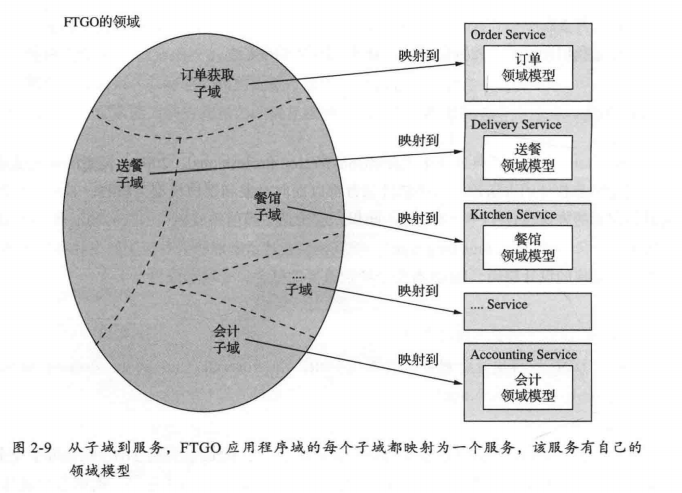 FTGO的领域
订单获取
子域
送餐
子域
餐馆
子域
....
子域
会计
子域
映射到
映射到
映射到
映射到
映射到
Order Service
订单
领域模型
Delivery Service
送餐
领域模型
Kitchen Service
餐馆
领域模型
.... Service
Accounting Service
会计
领域模型
图 2-9 从子域到服务，FTGO 应用程序域的每个子域都映射为一个服务，该服务有自己的
领域模型